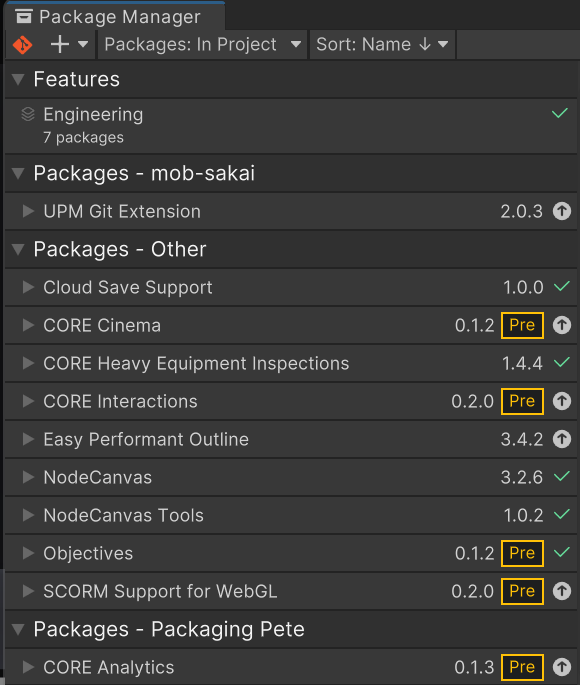 Package Manager
Packages: In Project Sort: Name ↓
Features
Engineering
7 packages
Packages - mob-sakai
UPM Git Extension 2.0.3
Packages - Other
Cloud Save Support 1.0.0
CORE Cinema 0.1.2 Pre
CORE Heavy Equipment Inspections 1.4.4
CORE Interactions 0.2.0 Pre
Easy Performant Outline 3.4.2
NodeCanvas 3.2.6
NodeCanvas Tools 1.0.2
Objectives 0.1.2 Pre
SCORM Support for WebGL 0.2.0 Pre
Packages - Packaging Pete
CORE Analytics 0.1.3 Pre